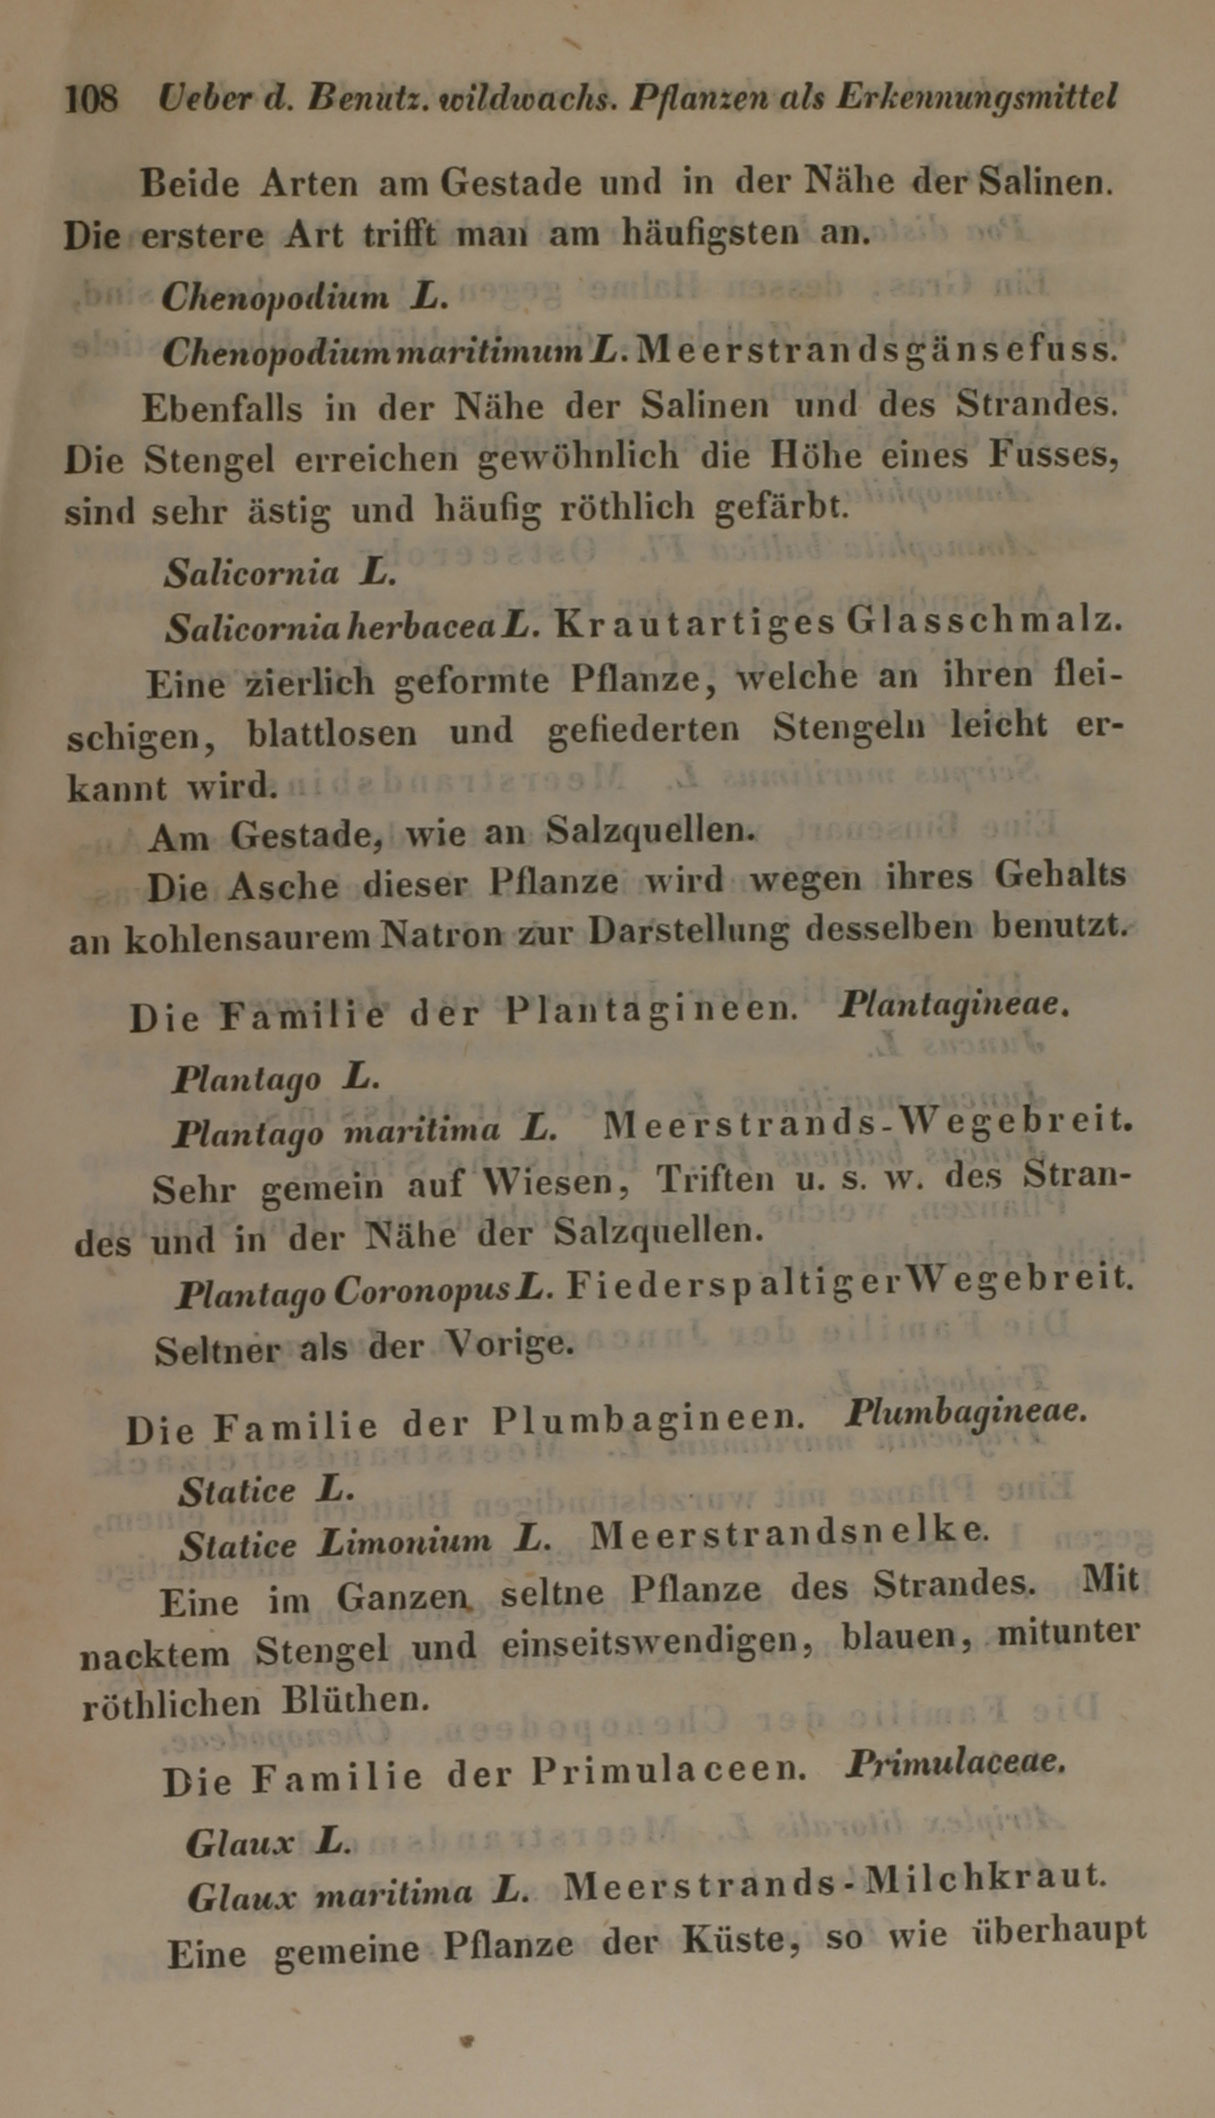 108 Ueber d. Benutz. wildwachs. Pflanzen als Erkennungsmittel
Beide Arten am Gestade und in der Nähe der Salinen.
Die erstere Art trifft man am häufigsten an.
Chenopodium L.
Chenopodium maritimum L. Meerstrandsgänsefuss.
Ebenfalls in der Nähe der Salinen und des Strandes.
Die Stengel erreichen gewöhnlich die Höhe eines Fusses,
sind sehr ästig und häufig röthlich gefärbt.
Salicornia L.
Salicornia herbacea L. Krautartiges Glasschmalz.
Eine zierlich geformte Pflanze, welche an ihren flei-
schigen, blattlosen und gefiederten Stengeln leicht er-
kannt wird.
Am Gestade, wie an Salzquellen.
Die Asche dieser Pflanze wird wegen ihres Gehalts
an kohlensaurem Natron zur Darstellung desselben benutzt.
Die Familie der Plantagineen. Plantagineae.
Plantago L.
Plantago maritima L. Meerstrands-Wegebreit.
Sehr gemein auf Wiesen, Triften u. s. w. des Stran-
des und in der Nähe der Salzquellen.
Plantago Coronopus L. Fiederspaltiger Wegebreit.
Seltner als der Vorige.
Die Familie der Plumbagineen. Plumbagineae.
Statice L.
Statice Limonium L. Meerstrandsnelke.
Eine im Ganzen seltne Pflanze des Strandes. Mit
nacktem Stengel und einseitswendigen, blauen, mitunter
röthlichen Blüthen.
Die Familie der Primulaceen. Primulaceae.
Glaux L.
Glaux maritima L. Meerstrands-Milchkraut.
Eine gemeine Pflanze der Küste, so wie überhaupt